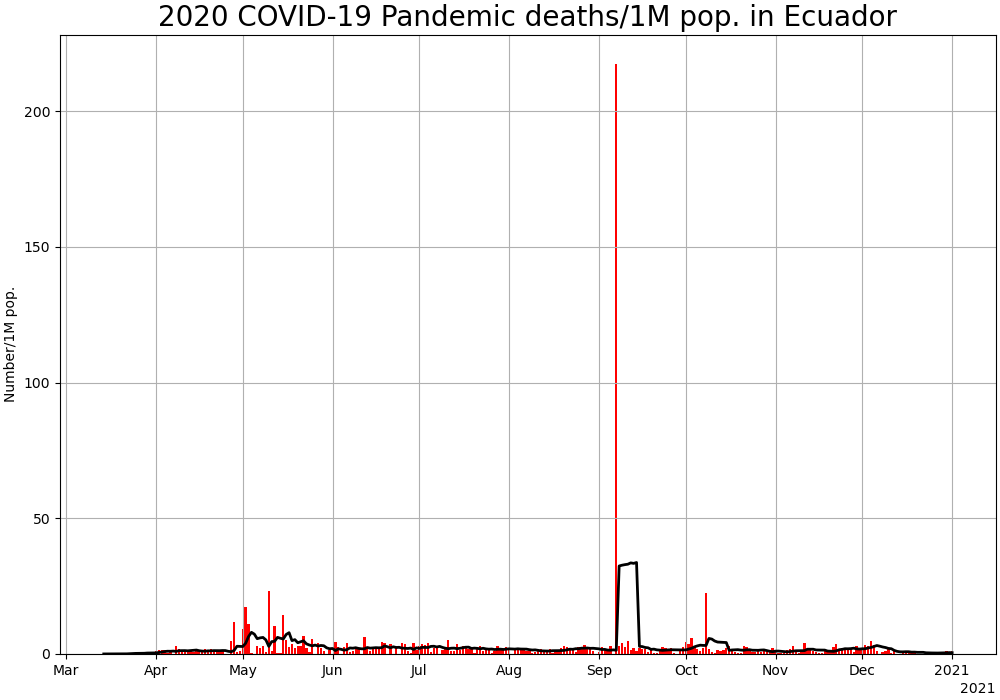 2020 COVID-19 Pandemic deaths/1M pop. in Ecuador
Number/1M pop.
200
150
100
50
0
Mar Apr May Jun Jul Aug Sep Oct Nov Dec 2021
2021